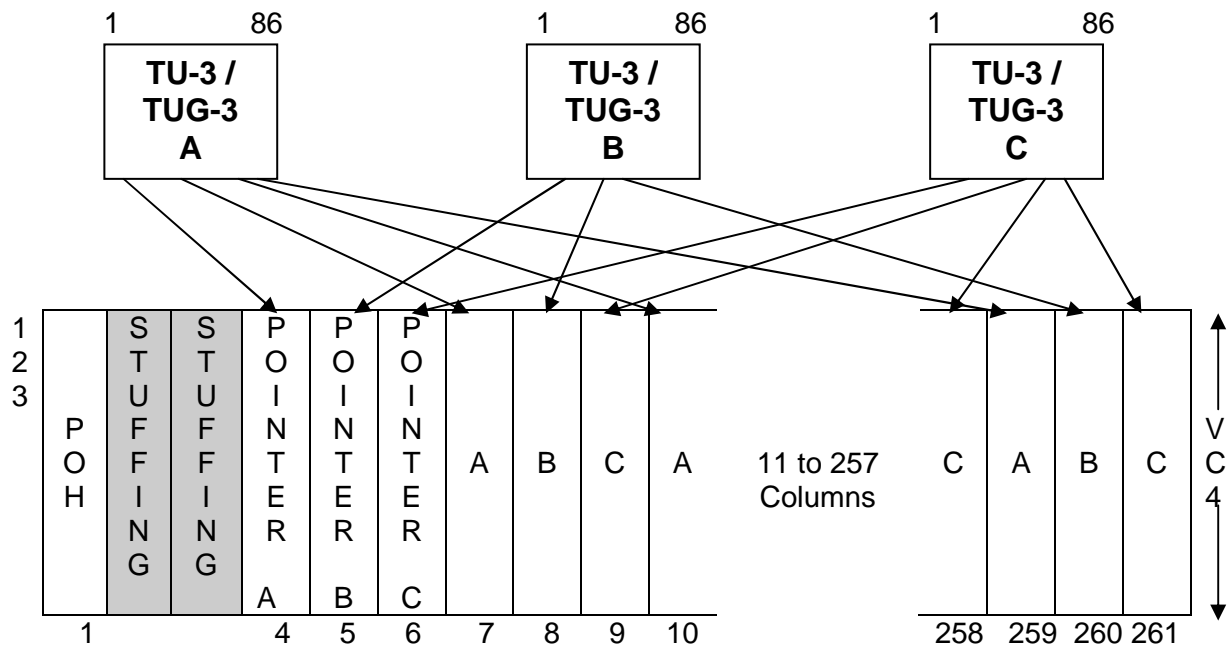 1 86
1 86
1 86
TU-3 /
TUG-3
A
TU-3 /
TUG-3
B
TU-3 /
TUG-3
C
1
2
3
POH
STUFFING
STUFFING
POINTER A
POINTER B
POINTER C
A
B
C
A
11 to 257
Columns
C
A
B
C
VC4
1 4 5 6 7 8 9 10 258 259 260 261